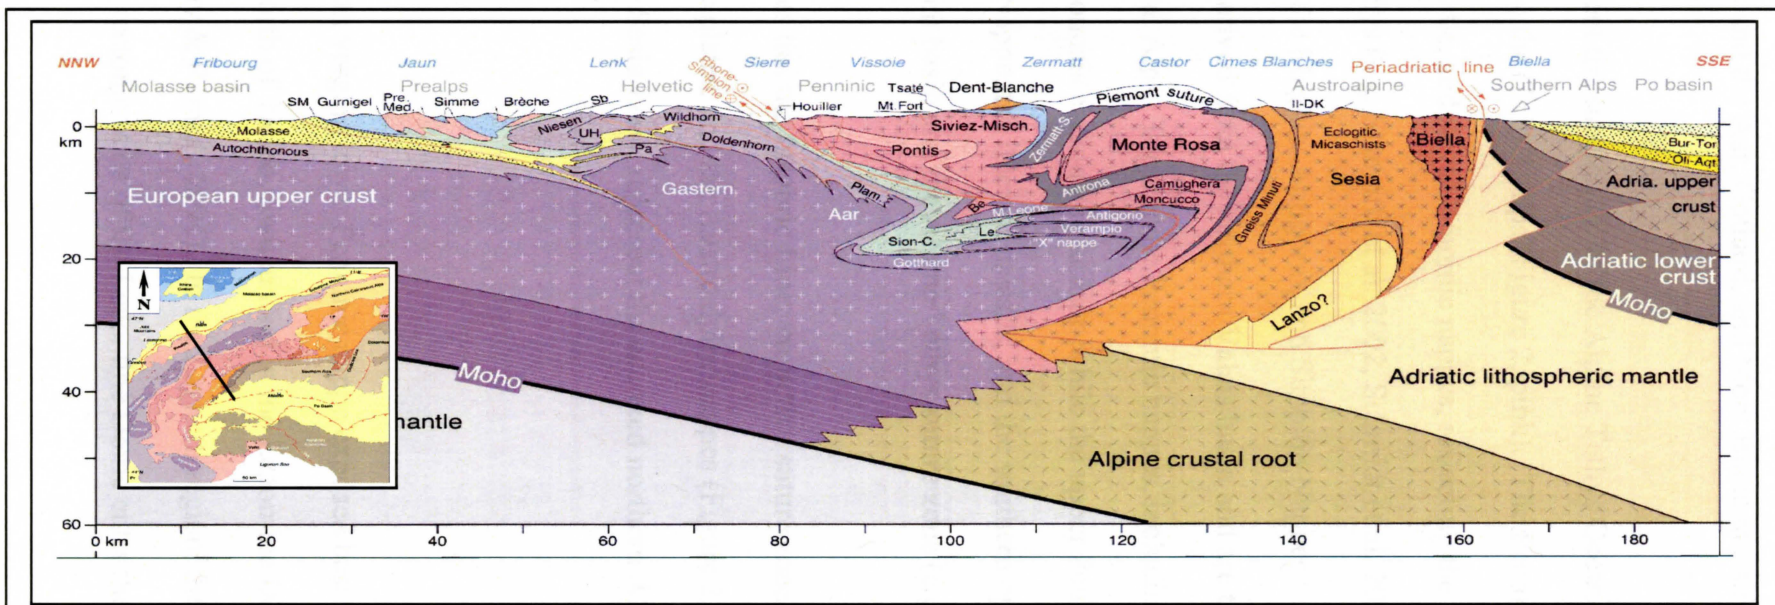 NNW Fribourg Jaun Lenk Sierre Vissoie Zermatt Castor Cimes Blanches Biella SSE
Molasse basin Prealps Helvetic Penninic Austroalpine Southern Alps Po basin
Rhone-
Simplon
line
Periadriatic line
SM Gurnigel Pre. Med. Simme Brèche Sb Houiller Tsaté Mt. Fort Dent-Blanche Piemont suture II-DK
0
km
20
40
60
Molasse
Autochthonous
Niesen
UH
Wildhorn
Doldenhorn
Pa
European upper crust
Gastern
Aar
Plam.
Siviez-Misch.
Pontis
Zermatt-S.
Monte Rosa
Antrona
Camughera
Moncucco
Be
M.Leone
Antigorio
Verampio
"X" nappe
Le
Sion-C.
Gotthard
Gneiss Minuti
Eclogitic
Micaschists
Sesia
Biella
Bur-Tor
Oli-Aqt
Adria. upper
crust
Adriatic lower
crust
Moho
Lanzo?
Adriatic lithospheric mantle
Alpine crustal root
Moho
mantle
N
0 km 20 40 60 80 100 120 140 160 180